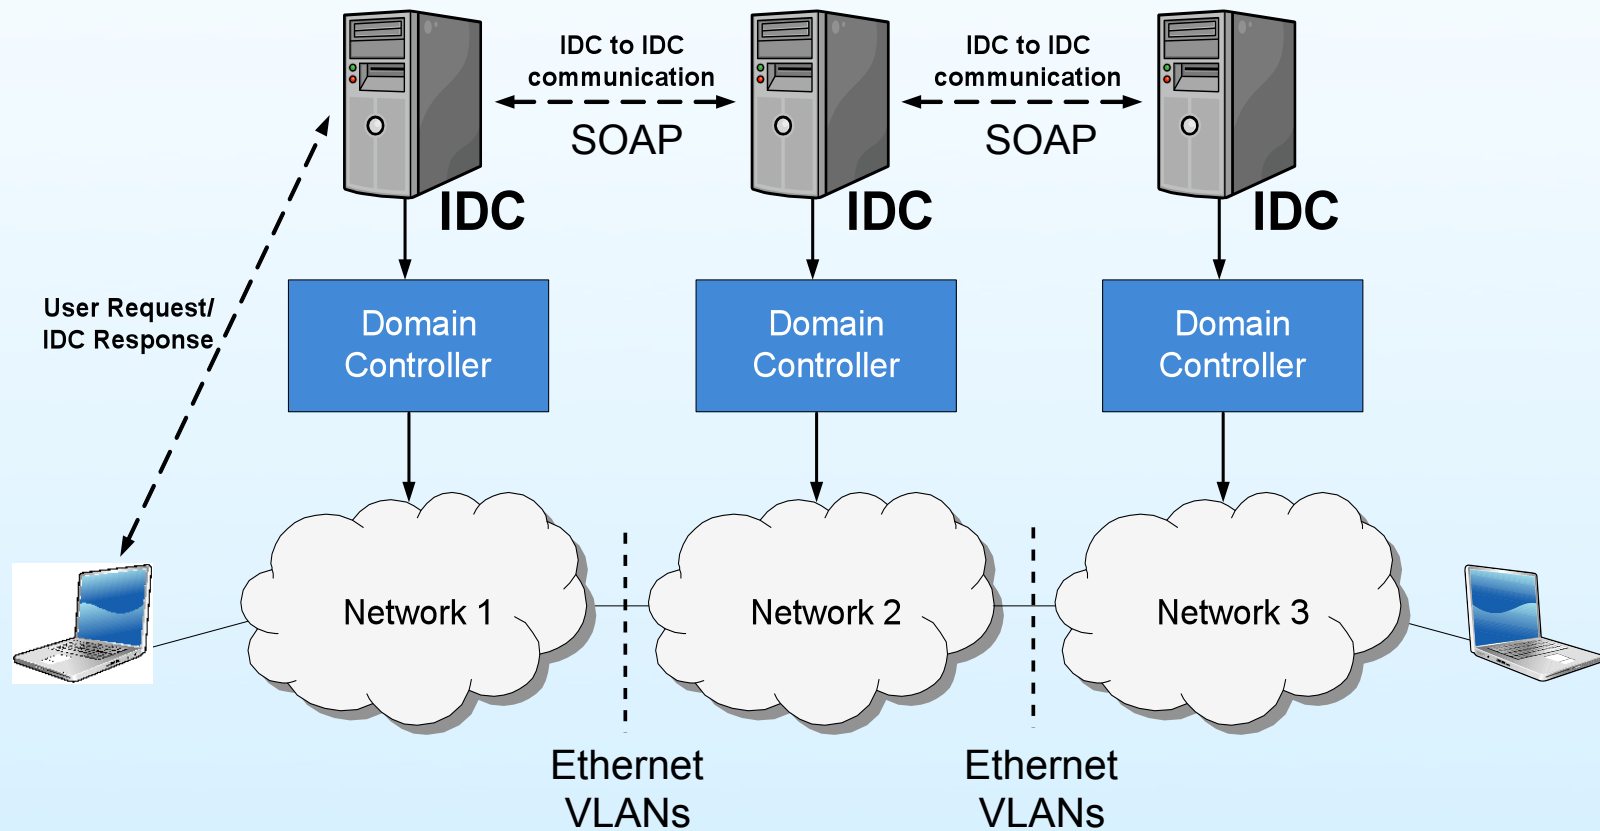 IDC to IDC
communication
SOAP
IDC to IDC
communication
SOAP
IDC
IDC
IDC
User Request/
IDC Response
Domain
Controller
Domain
Controller
Domain
Controller
Network 1
Network 2
Network 3
Ethernet
VLANs
Ethernet
VLANs